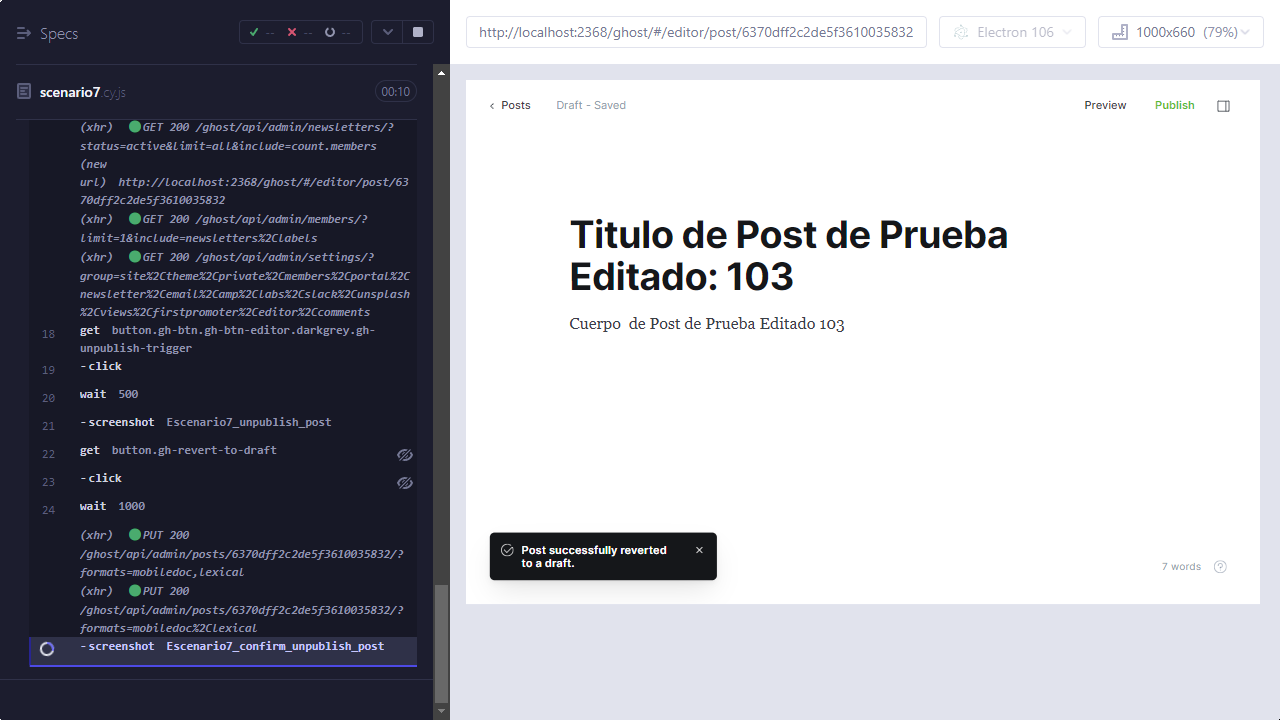 Specs
-- -- --
scenario7.cy.js 00:10
(xhr) GET 200 /ghost/api/admin/newsletters/?
status=active&limit=all&include=count.members
(new
url) http://localhost:2368/ghost/#/editor/post/63
70dff2c2de5f3610035832
(xhr) GET 200 /ghost/api/admin/members/?
limit=1&include=newsletters%2Clabels
(xhr) GET 200 /ghost/api/admin/settings/?
group=site%2Ctheme%2Cprivate%2Cmembers%2Cportal%2C
newsletter%2Cemail%2Camp%2Clabs%2Cslack%2Cunsplash
%2Cviews%2Cfirstpromoter%2Ceditor%2Ccomments
18 get button.gh-btn.gh-btn-editor.darkgrey.gh-
unpublish-trigger
19 -click
20 wait 500
21 -screenshot Escenario7_unpublish_post
22 get button.gh-revert-to-draft
23 -click
24 wait 1000
(xhr) PUT 200
/ghost/api/admin/posts/6370dff2c2de5f3610035832/?
formats=mobiledoc,lexical
(xhr) PUT 200
/ghost/api/admin/posts/6370dff2c2de5f3610035832/?
formats=mobiledoc%2Clexical
-screenshot Escenario7_confirm_unpublish_post
http://localhost:2368/ghost/#/editor/post/6370dff2c2de5f3610035832
Electron 106
1000x660 (79%)
Posts
Draft - Saved
Preview
Publish
Titulo de Post de Prueba
Editado: 103
Cuerpo de Post de Prueba Editado 103
Post successfully reverted
to a draft.
7 words